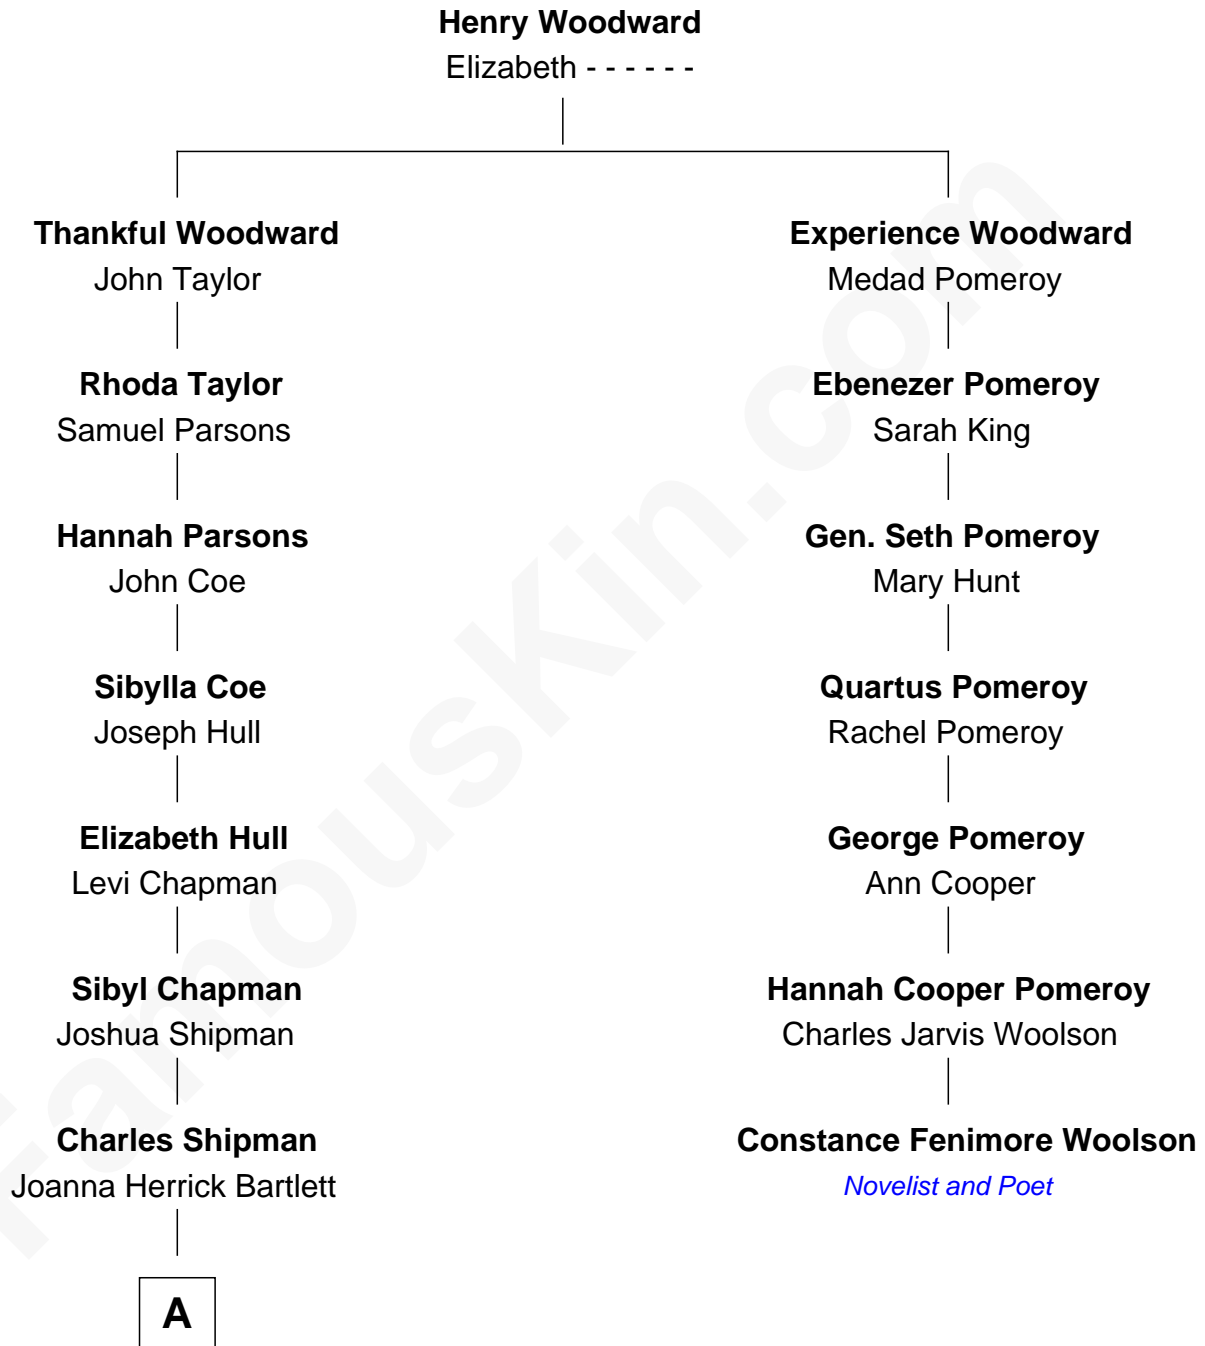 Henry Woodward
Elizabeth - - - - - -
Thankful Woodward
John Taylor
Experience Woodward
Medad Pomeroy
Rhoda Taylor
Samuel Parsons
Ebenezer Pomeroy
Sarah King
Hannah Parsons
John Coe
Gen. Seth Pomeroy
Mary Hunt
Sibylla Coe
Joseph Hull
Quartus Pomeroy
Rachel Pomeroy
Elizabeth Hull
Levi Chapman
George Pomeroy
Ann Cooper
Sibyl Chapman
Joshua Shipman
Hannah Cooper Pomeroy
Charles Jarvis Woolson
Charles Shipman
Joanna Herrick Bartlett
Constance Fenimore Woolson
Novelist and Poet
A
FamousKin.com